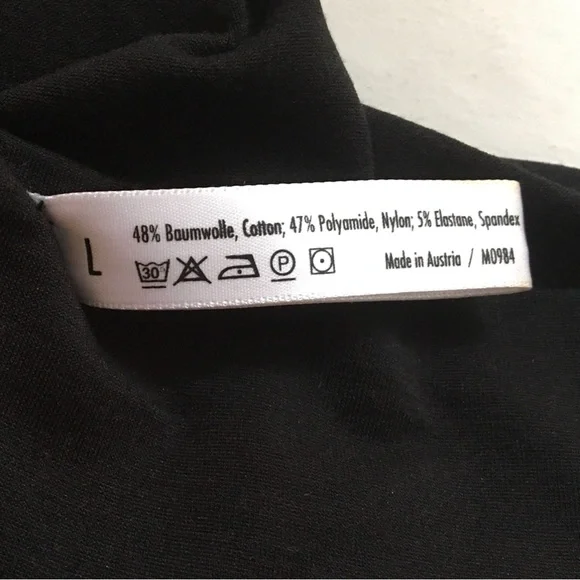 L
48% Baumwolle, Cotton; 47% Polyamide, Nylon; 5% Elastane, Spandex
30° P
Made in Austria / M0984